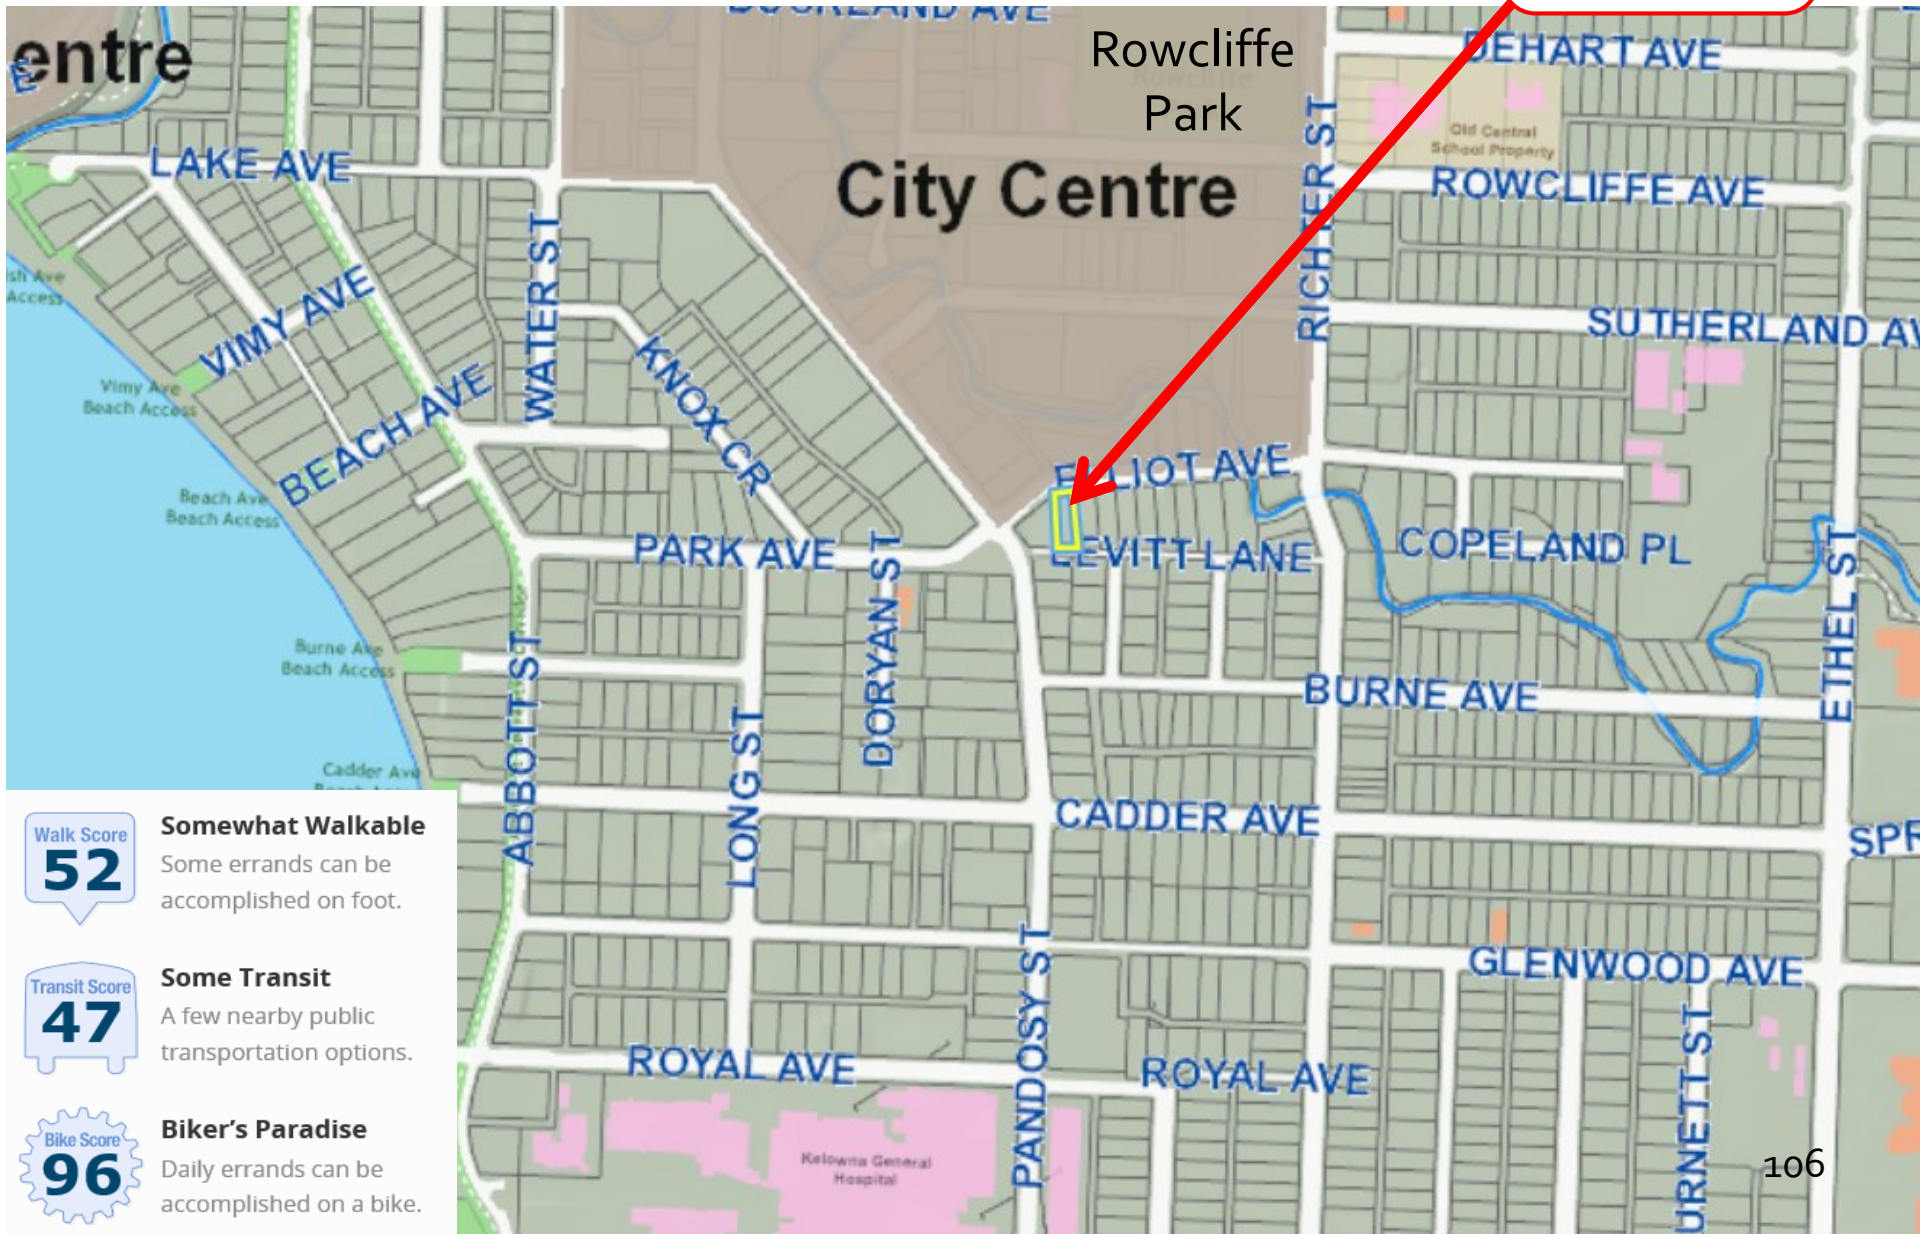 BUCKLAND AVE
entre
Rowcliffe
Park
DEHART AVE
Old Central
School Property
LAKE AVE
City Centre
RICHTER ST
ROWCLIFFE AVE
WATER ST
VIMY AVE
SUTHERLAND AV
KNOX CR
Vimy Ave
Beach Access
BEACH AVE
ELLIOT AVE
Beach Ave
Beach Access
PARK AVE
LEVITT LANE
COPELAND PL
DORYAN ST
ETHEL ST
Burne Ave
Beach Access
ABBOTT ST
BURNE AVE
LONG ST
Cadder Ave
CADDER AVE
SPR
Walk Score
52
Somewhat Walkable
Some errands can be
accomplished on foot.
PANDOSY ST
GLENWOOD AVE
Transit Score
47
Some Transit
A few nearby public
transportation options.
ROYAL AVE
ROYAL AVE
URNETT ST
Bike Score
96
Biker's Paradise
Daily errands can be
accomplished on a bike.
Kelowna General
Hospital
106